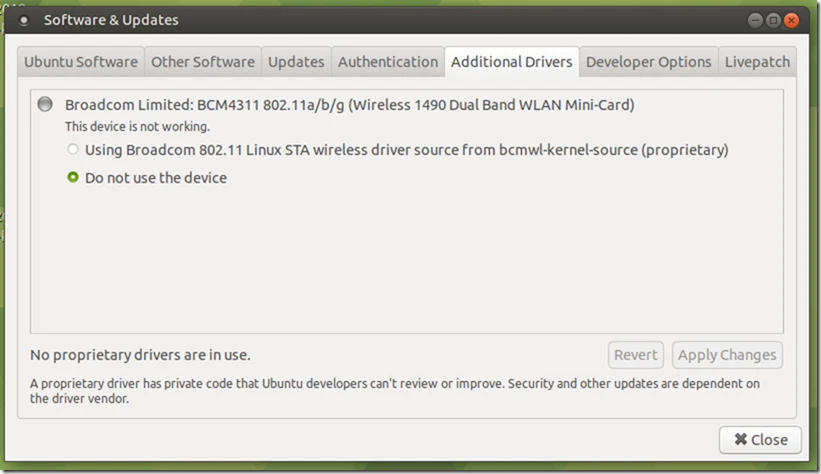 Software & Updates
Ubuntu Software
Other Software
Updates
Authentication
Additional Drivers
Developer Options
Livepatch
Broadcom Limited: BCM4311 802.11a/b/g (Wireless 1490 Dual Band WLAN Mini-Card)
This device is not working.
Using Broadcom 802.11 Linux STA wireless driver source from bcmwl-kernel-source (proprietary)
Do not use the device
No proprietary drivers are in use.
Revert
Apply Changes
A proprietary driver has private code that Ubuntu developers can't review or improve. Security and other updates are dependent on
the driver vendor.
Close